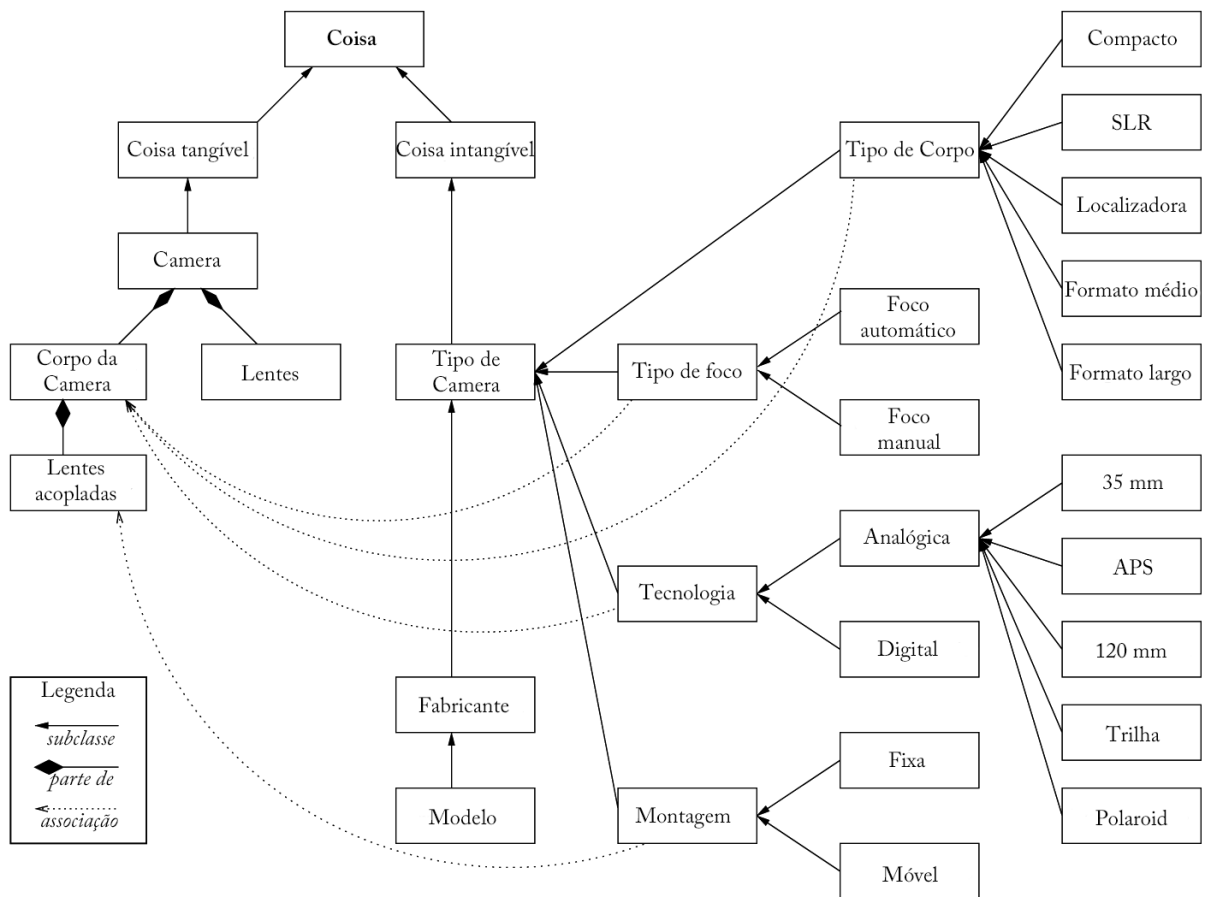 Coisa
Coisa tangível
Coisa intangível
Camera
Corpo da
Camera
Lentes
Lentes
acopladas
Tipo de
Camera
Fabricante
Modelo
Tipo de Corpo
Compacto
SLR
Localizadora
Formato médio
Formato largo
Tipo de foco
Foco
automático
Foco
manual
Tecnologia
Analógica
Digital
35 mm
APS
120 mm
Trilha
Polaroid
Montagem
Fixa
Móvel
Legenda
subclasse
parte de
associação